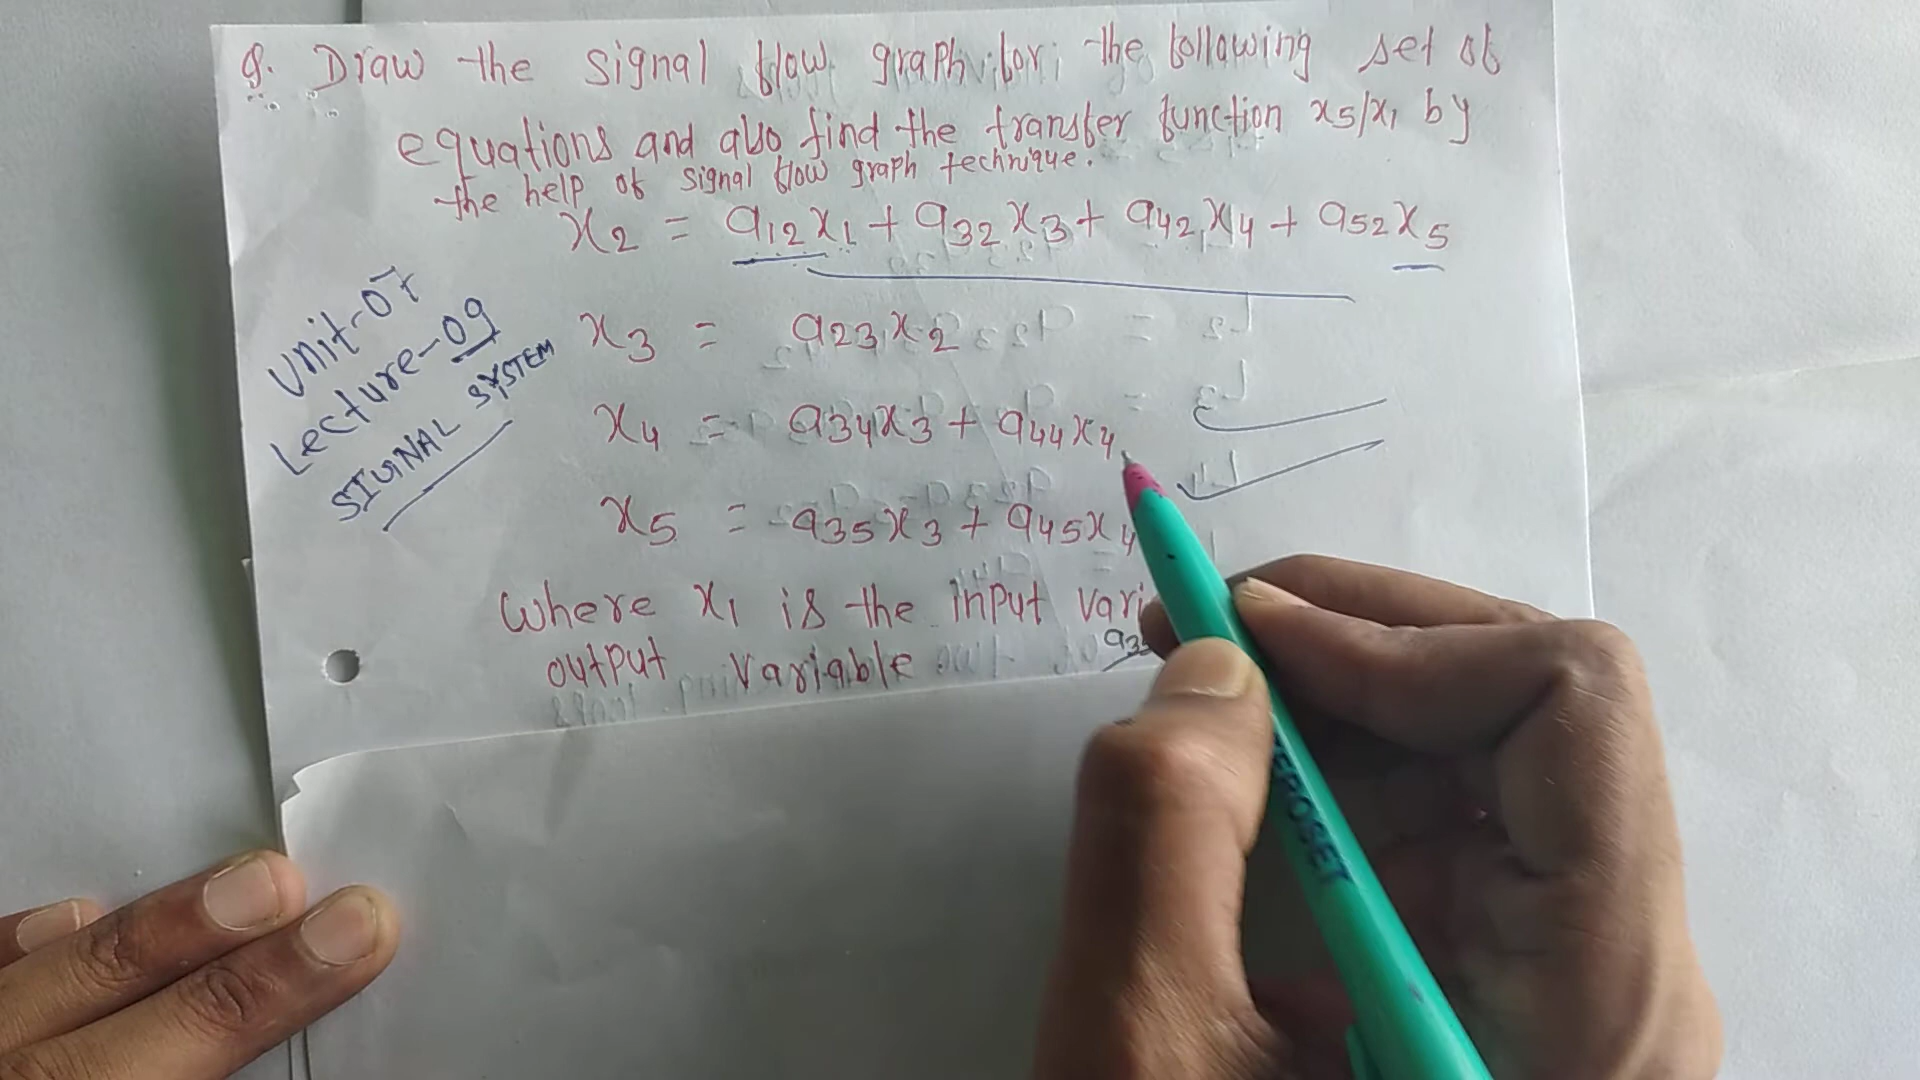 Q. Draw the signal flow graph for the following set of
equations and also find the transfer function x5/x1 by
the help of signal flow graph technique.
x2 = a12x1 + a32x3 + a42x4 + a52x5
x3 = a23x2
x4 = a34x3 + a44x4
x5 = a35x3 + a45x4
Where x1 is the input
output variable
Unit-07
Lecture-09
SIGNAL SYSTEM